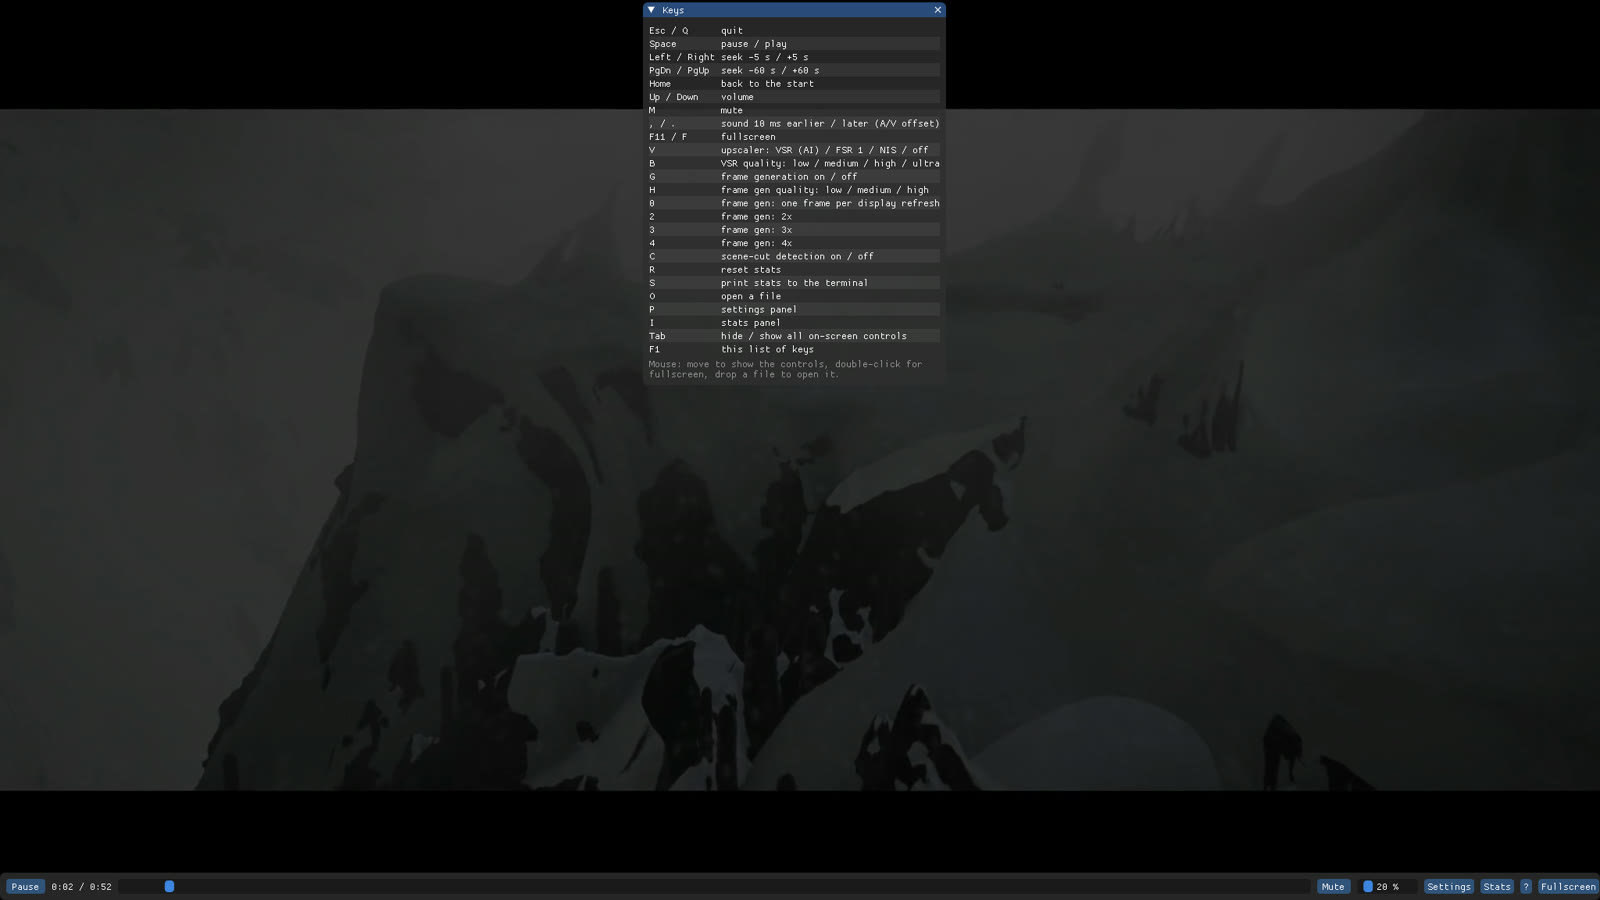 Keys
Esc / Q quit
Space pause / play
Left / Right seek -5 s / +5 s
PgDn / PgUp seek -60 s / +60 s
Home back to the start
Up / Down volume
M mute
, / . sound 10 ms earlier / later (A/V offset)
F11 / F fullscreen
V upscaler: VSR (AI) / FSR 1 / NIS / off
B VSR quality: low / medium / high / ultra
G frame generation on / off
H frame gen quality: low / medium / high
0 frame gen: one frame per display refresh
2 frame gen: 2x
3 frame gen: 3x
4 frame gen: 4x
C scene-cut detection on / off
R reset stats
S print stats to the terminal
O open a file
P settings panel
I stats panel
Tab hide / show all on-screen controls
F1 this list of keys
Mouse: move to show the controls, double-click for
fullscreen, drop a file to open it.
Pause 0:02 / 0:52 Mute 20 % Settings Stats ? Fullscreen